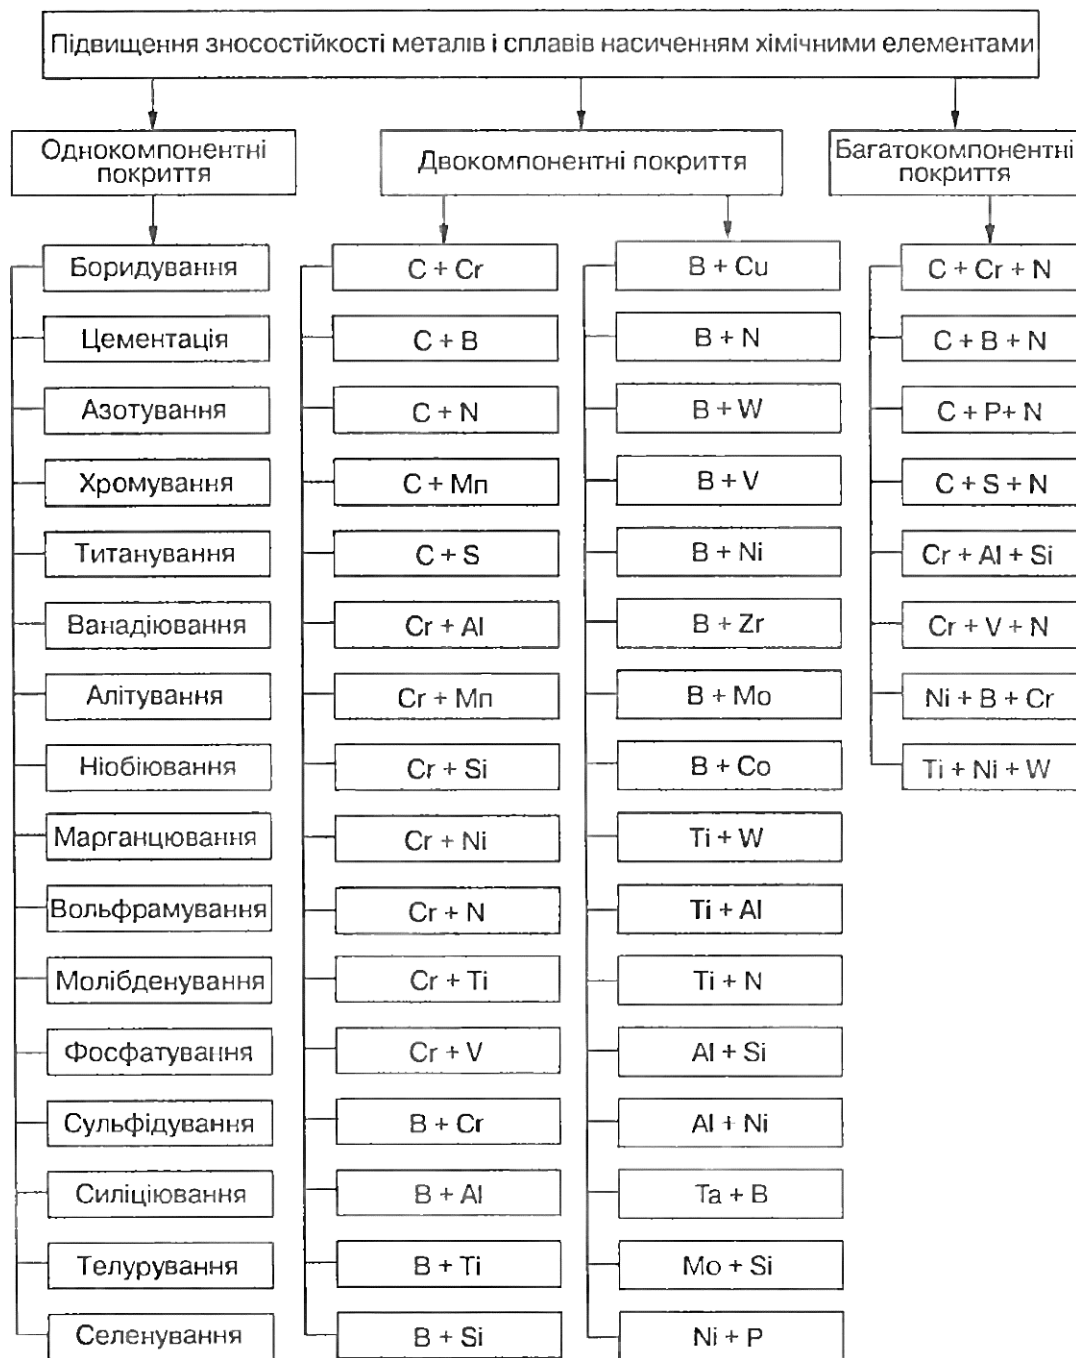 Підвищення зносостійкості металів і сплавів насиченням хімічними елементами
Однокомпонентні
покриття
Двокомпонентні покриття
Багатокомпонентні
покриття
Боридування
Цементація
Азотування
Хромування
Титанування
Ванадіювання
Алітування
Ніобіювання
Марганцювання
Вольфрамування
Молібденування
Фосфатування
Сульфідування
Силіціювання
Телурування
Селенування
C + Cr
C + B
C + N
C + Mn
C + S
Cr + Al
Cr + Mn
Cr + Si
Cr + Ni
Cr + N
Cr + Ti
Cr + V
B + Cr
B + Al
B + Ti
B + Si
B + Cu
B + N
B + W
B + V
B + Ni
B + Zr
B + Mo
B + Co
Ti + W
Ti + Al
Ti + N
Al + Si
Al + Ni
Ta + B
Mo + Si
Ni + P
C + Cr + N
C + B + N
C + P + N
C + S + N
Cr + Al + Si
Cr + V + N
Ni + B + Cr
Ti + Ni + W